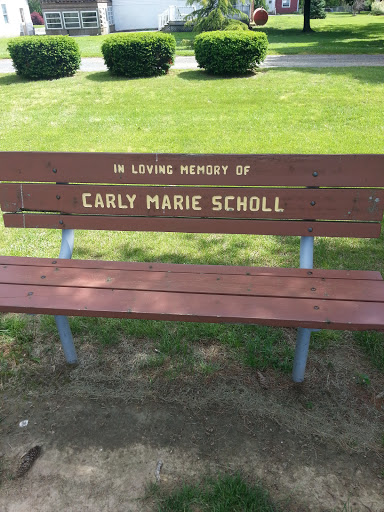 IN LOVING MEMORY OF
CARLY MARIE SCHOLL